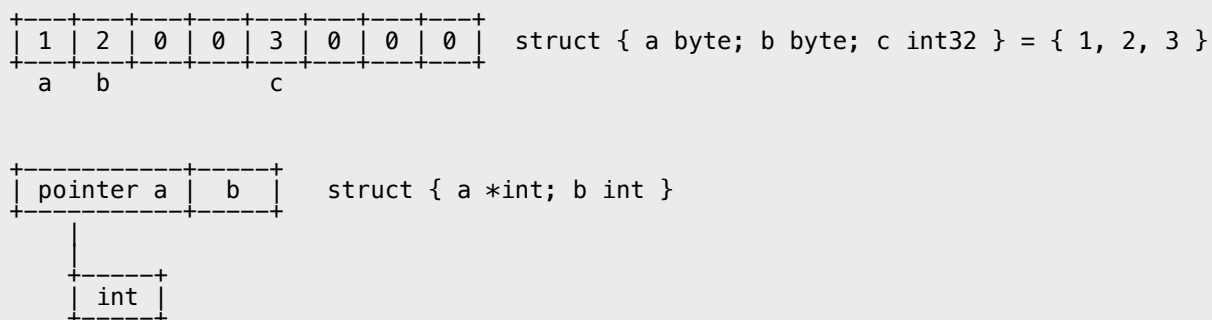 +---+---+---+---+---+---+---+---+
| 1 | 2 | 0 | 0 | 3 | 0 | 0 | 0 |  struct { a byte; b byte; c int32 } = { 1, 2, 3 }
+---+---+---+---+---+---+---+---+
  a   b           c
+-----------+-----+
| pointer a |  b  |   struct { a *int; b int }
+-----------+-----+
    |
    |
    +-----+
    | int |
    +-----+